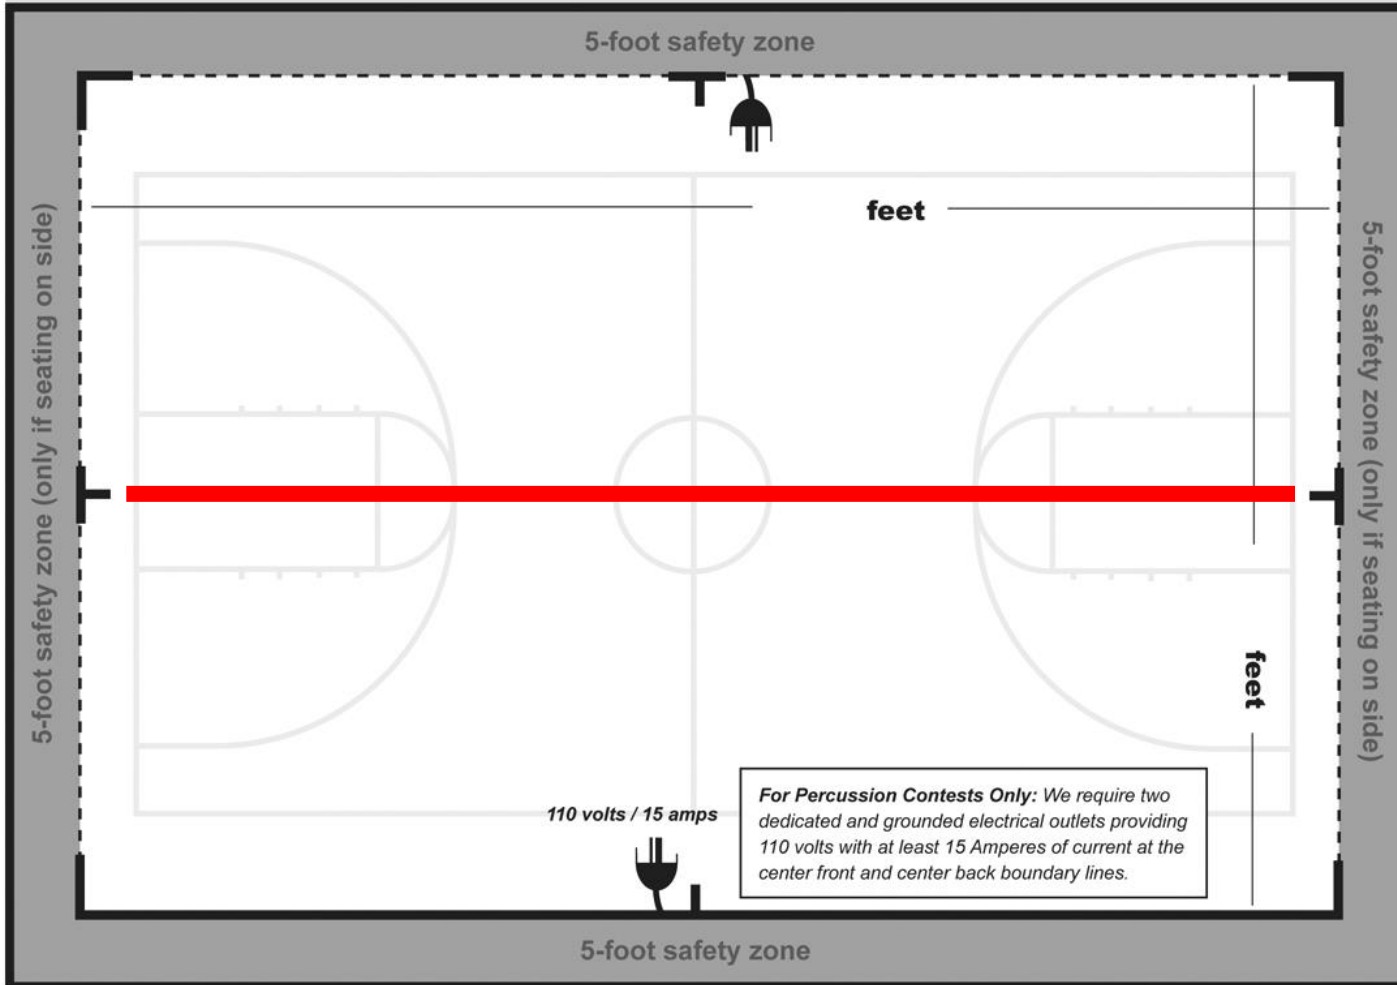 5-foot safety zone
feet
5-foot safety zone (only if seating on side)
5-foot safety zone (only if seating on side)
feet
110 volts / 15 amps
For Percussion Contests Only: We require two
dedicated and grounded electrical outlets providing
110 volts with at least 15 Amperes of current at the
center front and center back boundary lines.
5-foot safety zone